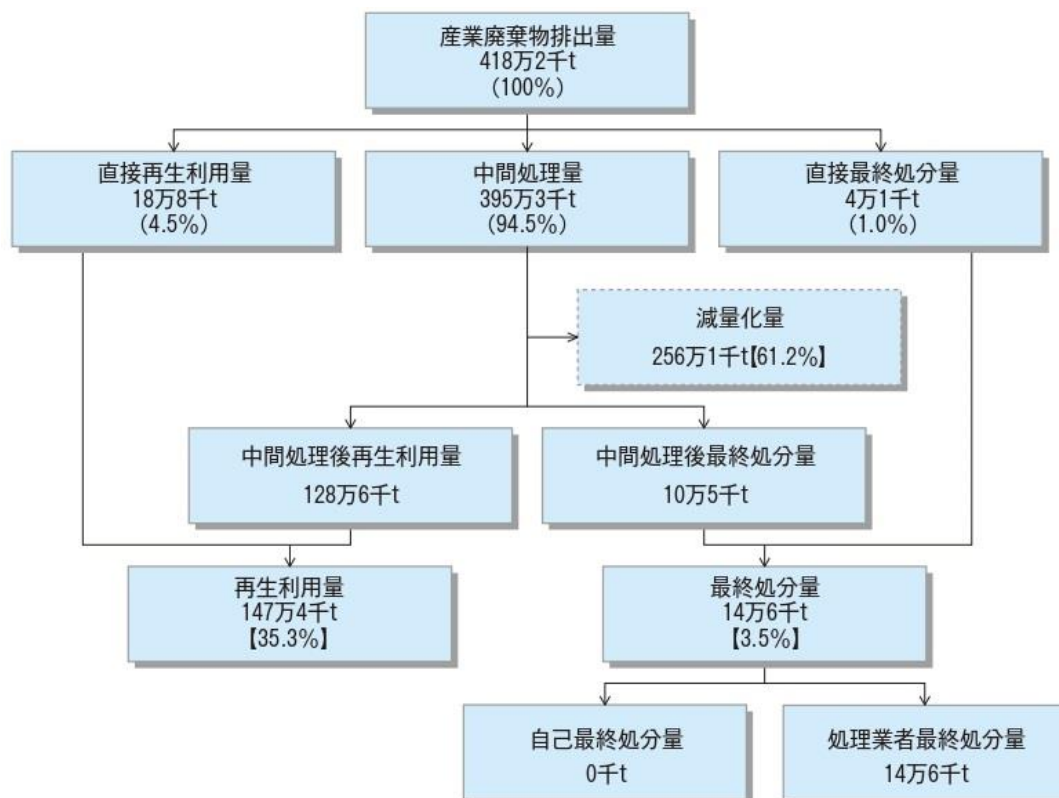 産業廃棄物排出量
418万2千t
(100%)
直接再生利用量
18万8千t
(4.5%)
中間処理量
395万3千t
(94.5%)
直接最終処分量
4万1千t
(1.0%)
減量化量
256万1千t【61.2%】
中間処理後再生利用量
128万6千t
中間処理後最終処分量
10万5千t
再生利用量
147万4千t
【35.3%】
最終処分量
14万6千t
【3.5%】
自己最終処分量
0千t
処理業者最終処分量
14万6千t